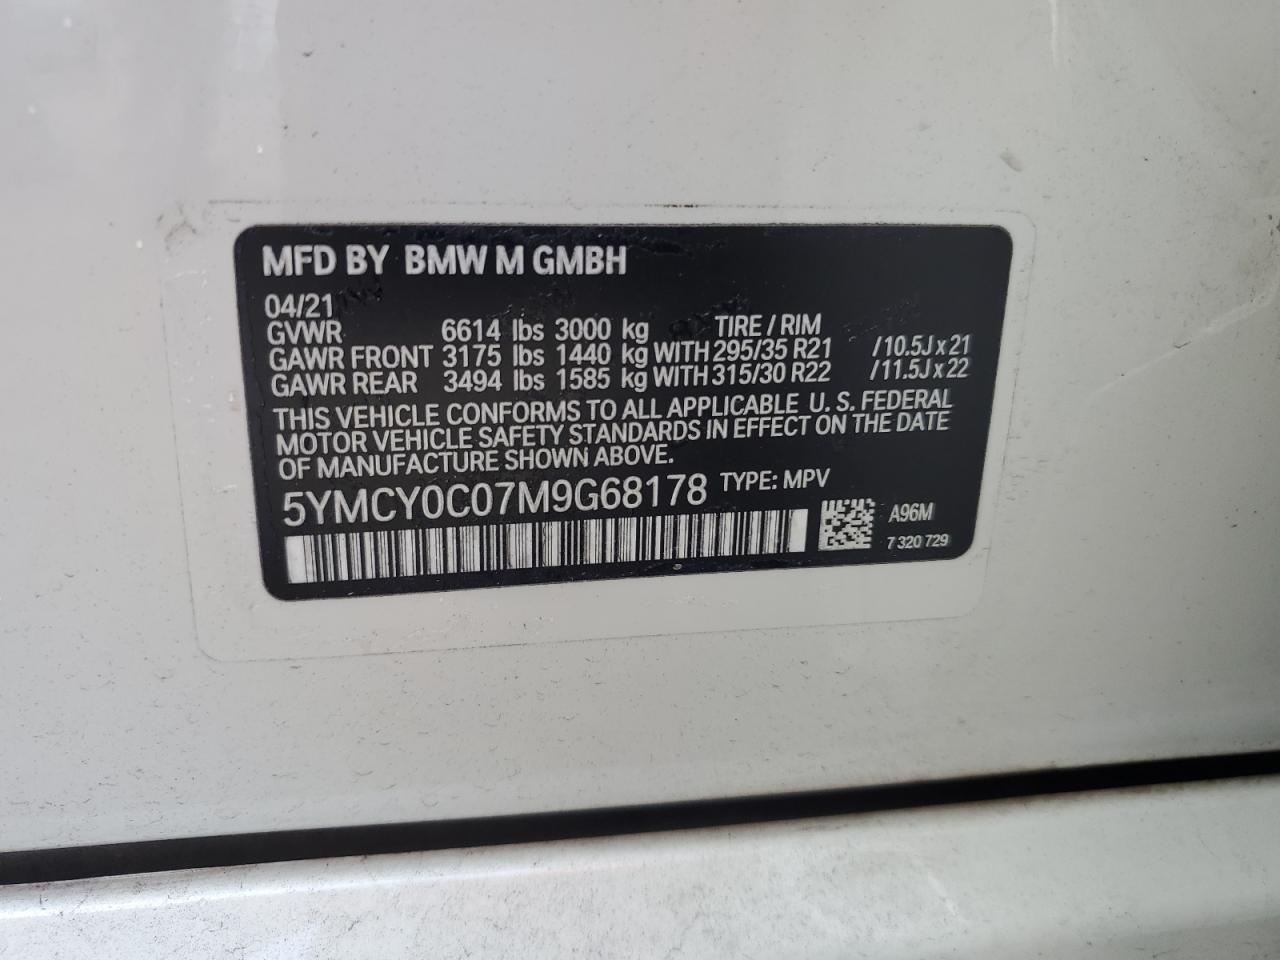 MFD BY BMW M GMBH
04/21
GVWR 6614 lbs 3000 kg TIRE / RIM
GAWR FRONT 3175 lbs 1440 kg WITH 295/35 R21 /10.5J x 21
GAWR REAR 3494 lbs 1585 kg WITH 315/30 R22 /11.5J x 22
THIS VEHICLE CONFORMS TO ALL APPLICABLE U. S. FEDERAL
MOTOR VEHICLE SAFETY STANDARDS IN EFFECT ON THE DATE
OF MANUFACTURE SHOWN ABOVE.
5YMCY0C07M9G68178 TYPE: MPV
A96M
7 320 729